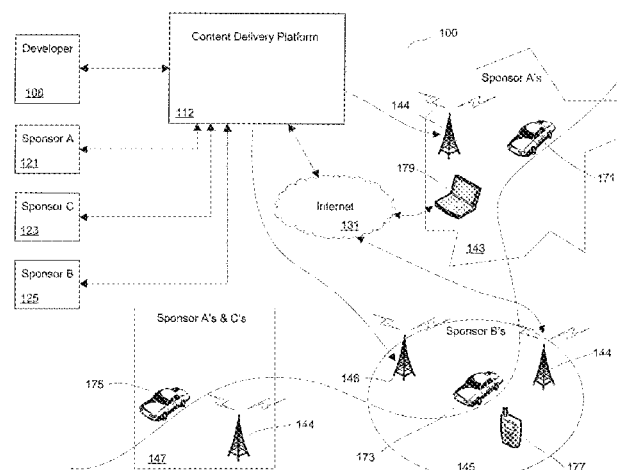 Developer
108
Content Delivery Platform
112
100
Sponsor A's
144
171
Sponsor A
121
179
Sponsor C
123
Internet
131
143
Sponsor B
125
Sponsor A's & C's
Sponsor B's
175
146
144
144
147
173
145
177